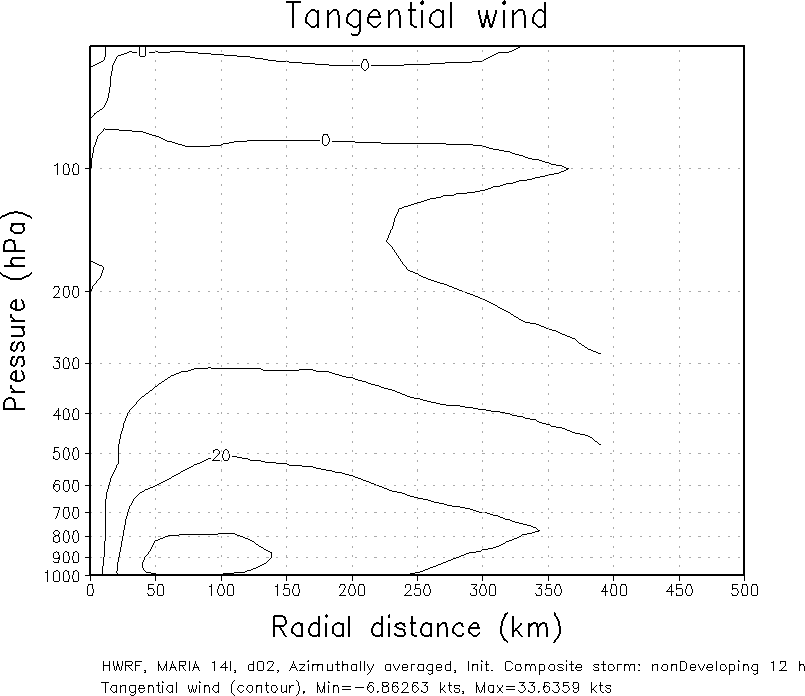 Tangential wind
0
0
0
100
200
300
400
20
500
600
700
800
900
1000
0 50 100 150 200 250 300 350 400 450 500
Pressure (hPa)
Radial distance (km)
HWRF, MARIA 14l, d02, Azimuthally averaged, Init. Composite storm: nonDeveloping 12 h
Tangential wind (contour), Min=-6.86263 kts, Max=33.6359 kts